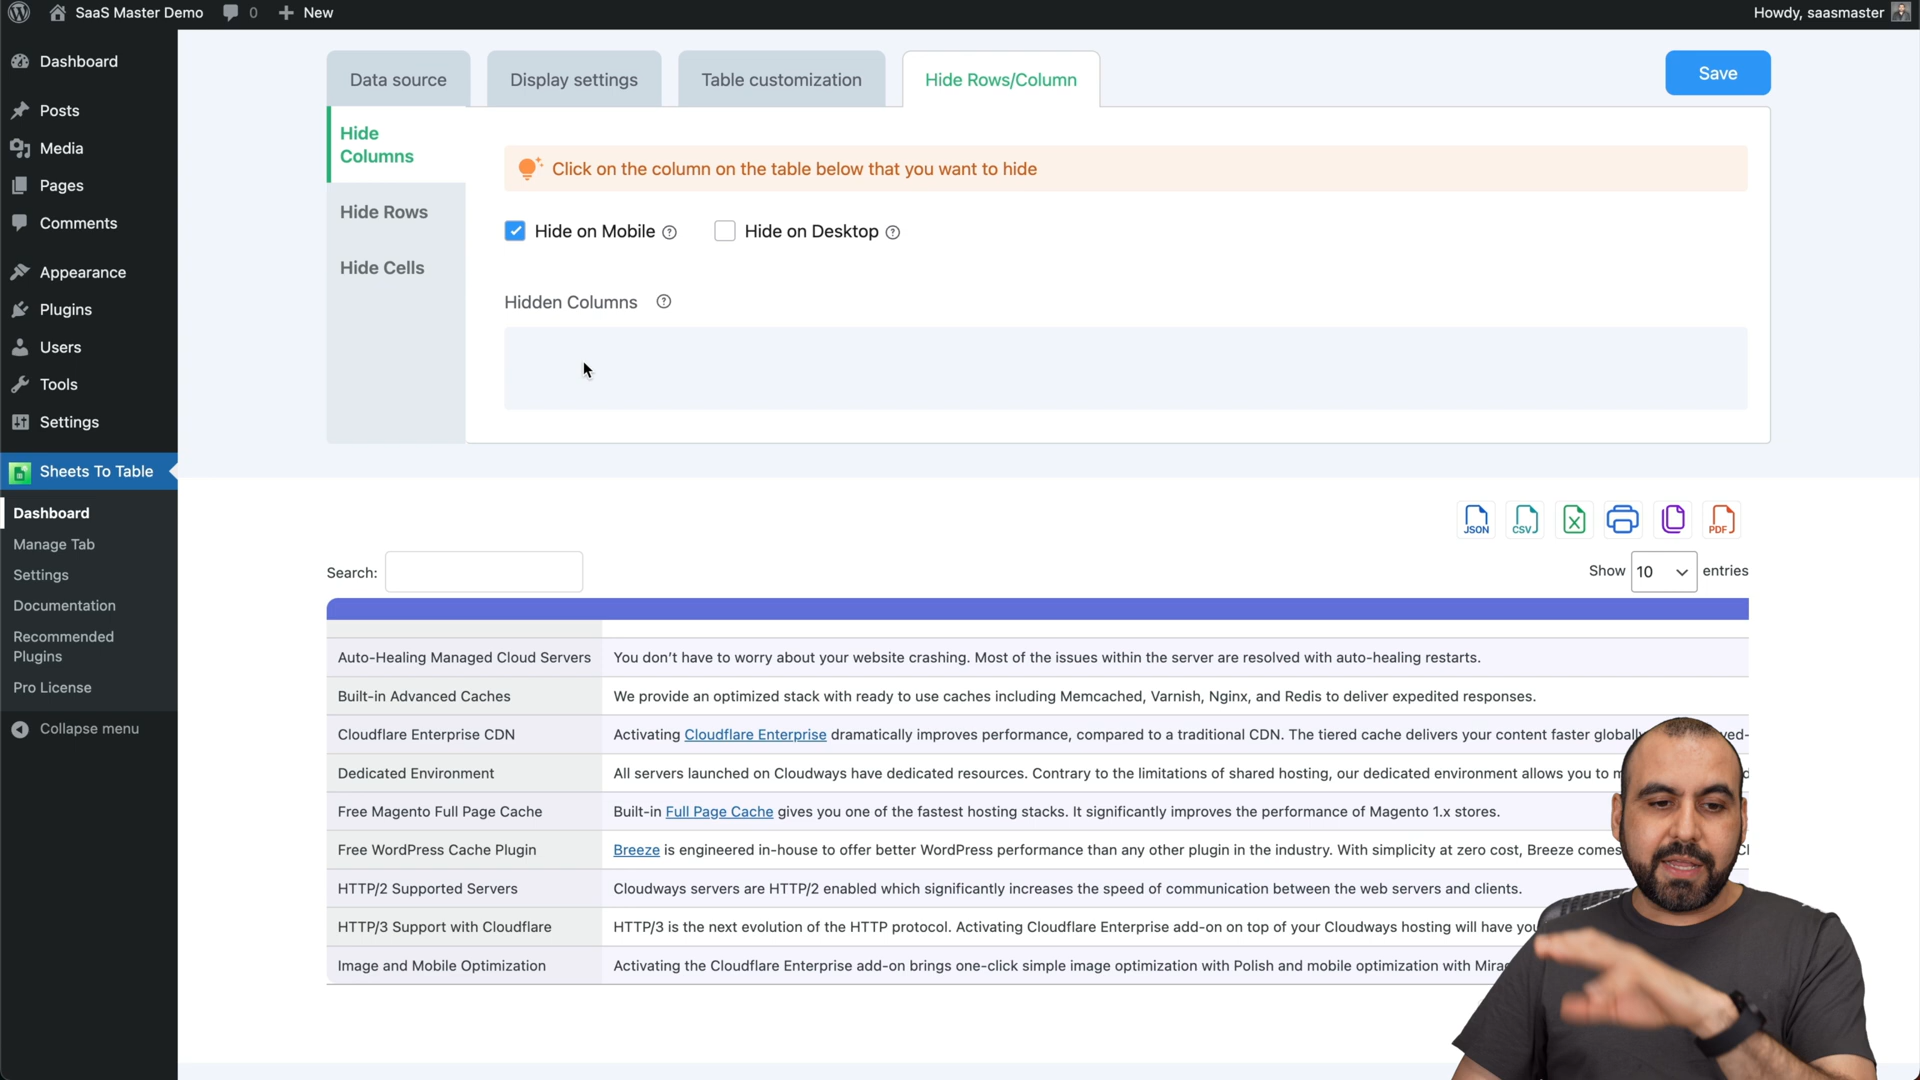 SaaS Master Demo 0 New Howdy, saasmaster
Dashboard
Posts
Media
Pages
Comments
Appearance
Plugins
Users
Tools
Settings
Sheets To Table
Dashboard
Manage Tab
Settings
Documentation
Recommended
Plugins
Pro License
Collapse menu
Data source Display settings Table customization Hide Rows/Column Save
Hide
Columns
Hide Rows
Hide Cells
Click on the column on the table below that you want to hide
Hide on Mobile ? Hide on Desktop ?
Hidden Columns ?
JSON CSV X PDF
Search: Show 10 entries
Auto-Healing Managed Cloud Servers You don't have to worry about your website crashing. Most of the issues within the server are resolved with auto-healing restarts.
Built-in Advanced Caches We provide an optimized stack with ready to use caches including Memcached, Varnish, Nginx, and Redis to deliver expedited responses.
Cloudflare Enterprise CDN Activating Cloudflare Enterprise dramatically improves performance, compared to a traditional CDN. The tiered cache delivers your content faster
Dedicated Environment All servers launched on Cloudways have dedicated resources. Contrary to the limitations of shared hosting, our dedicated environment allows you to
Free Magento Full Page Cache Built-in Full Page Cache gives you one of the fastest hosting stacks. It significantly improves the performance of Magento 1.x stores.
Free WordPress Cache Plugin Breeze is engineered in-house to offer better WordPress performance than any other plugin in the industry. With simplicity at zero cost, Breeze comes
HTTP/2 Supported Servers Cloudways servers are HTTP/2 enabled which significantly increases the speed of communication between the web servers and clients.
HTTP/3 Support with Cloudflare HTTP/3 is the next evolution of the HTTP protocol. Activating Cloudflare Enterprise add-on on top of your Cloudways hosting will have
Image and Mobile Optimization Activating the Cloudflare Enterprise add-on brings one-click simple image optimization with Polish and mobile optimization with